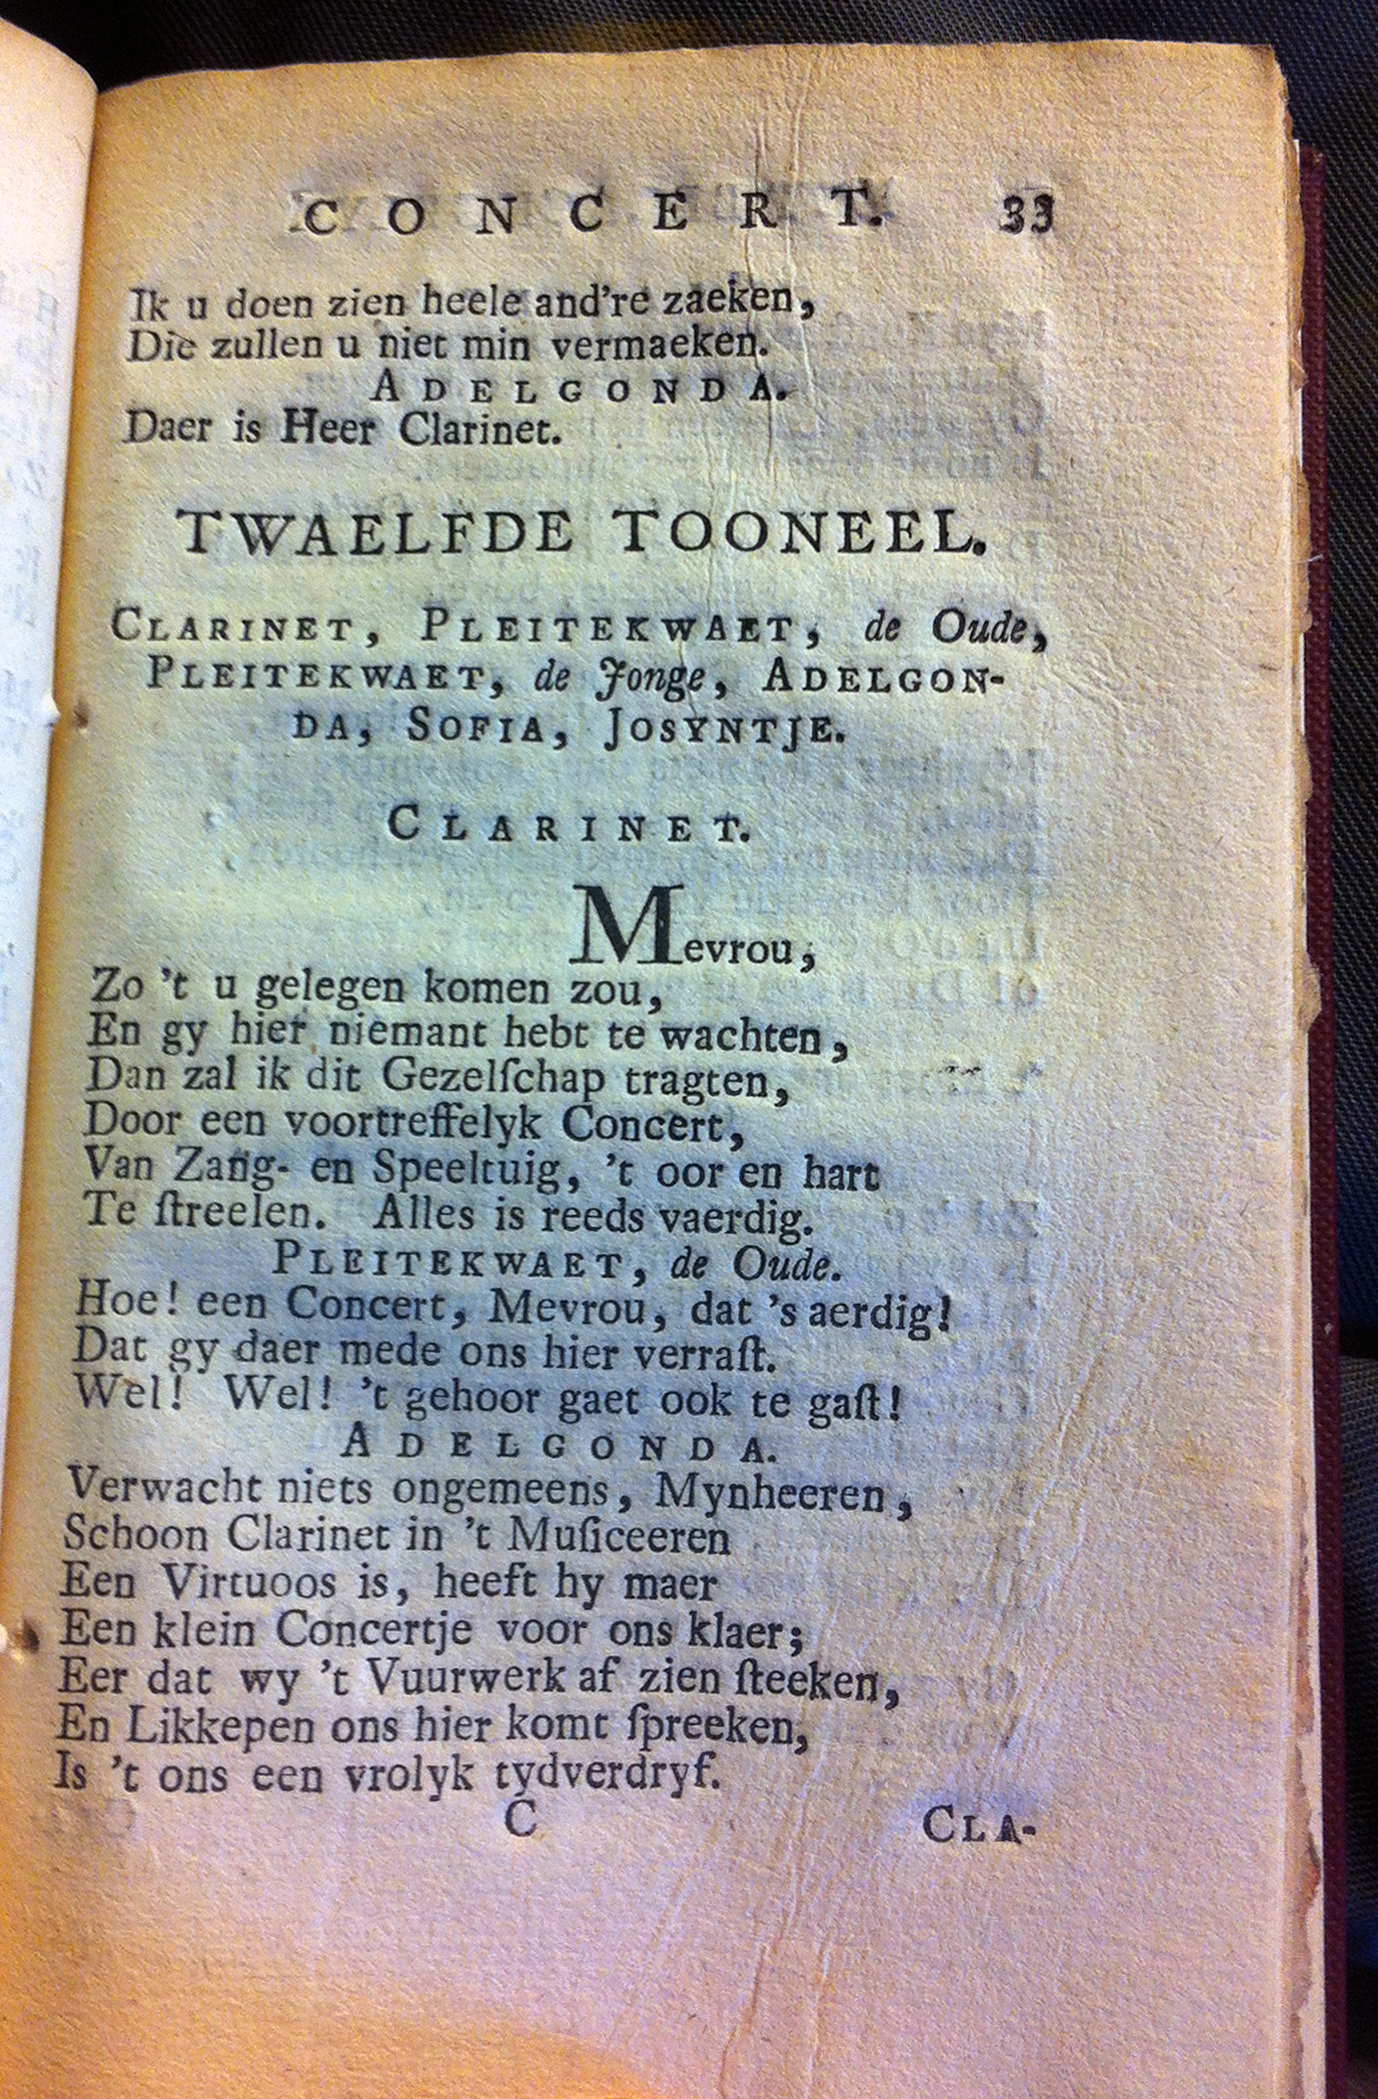 CONCERT. 33
Ik u doen zien heele and're zaeken,
Die zullen u niet min vermaeken.
ADELGONDA.
Daer is Heer Clarinet.
TWAELFDE TOONEEL.
CLARINET, PLEITEKWAET, de Oude,
PLEITEKWAET, de Jonge, ADELGON-
DA, SOFIA, JOSYNTJE.
CLARINET.
Mevrou,
Zo 't u gelegen komen zou,
En gy hier niemant hebt te wachten,
Dan zal ik dit Gezelſchap tragten,
Door een voortreffelyk Concert,
Van Zang- en Speeltuig, 't oor en hart
Te ſtreelen. Alles is reeds vaerdig.
PLEITEKWAET, de Oude.
Hoe! een Concert, Mevrou, dat 's aerdig!
Dat gy daer mede ons hier verraſt.
Wel! Wel! 't gehoor gaet ook te gaſt!
ADELGONDA.
Verwacht niets ongemeens, Mynheeren,
Schoon Clarinet in 't Muſiceeren
Een Virtuoos is, heeft hy maer
Een klein Concertje voor ons klaer;
Eer dat wy 't Vuurwerk af zien ſteeken,
En Likkepen ons hier komt ſpreeken,
Is 't ons een vrolyk tydverdryf.
C CLA-